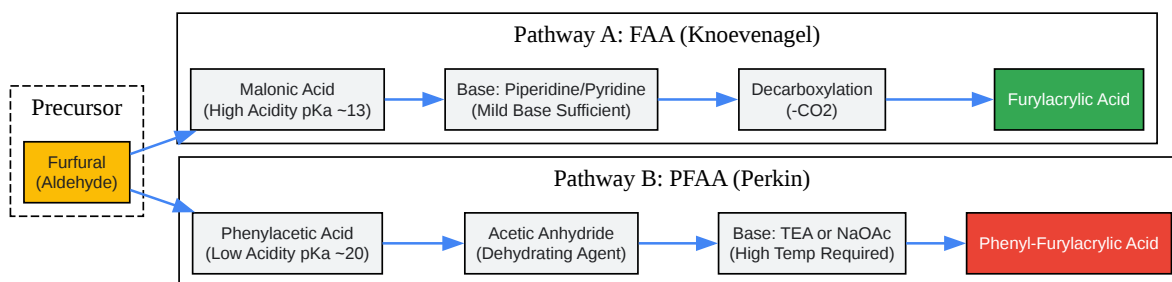 Pathway A: FAA (Knoevenagel)
Malonic Acid
(High Acidity pKa ~13)
Base: Piperidine/Pyridine
(Mild Base Sufficient)
Decarboxylation
(-CO2)
Furylacrylic Acid
Precursor
Furfural
(Aldehyde)
Pathway B: PFAA (Perkin)
Phenylacetic Acid
(Low Acidity pKa ~20)
Acetic Anhydride
(Dehydrating Agent)
Base: TEA or NaOAc
(High Temp Required)
Phenyl-Furylacrylic Acid